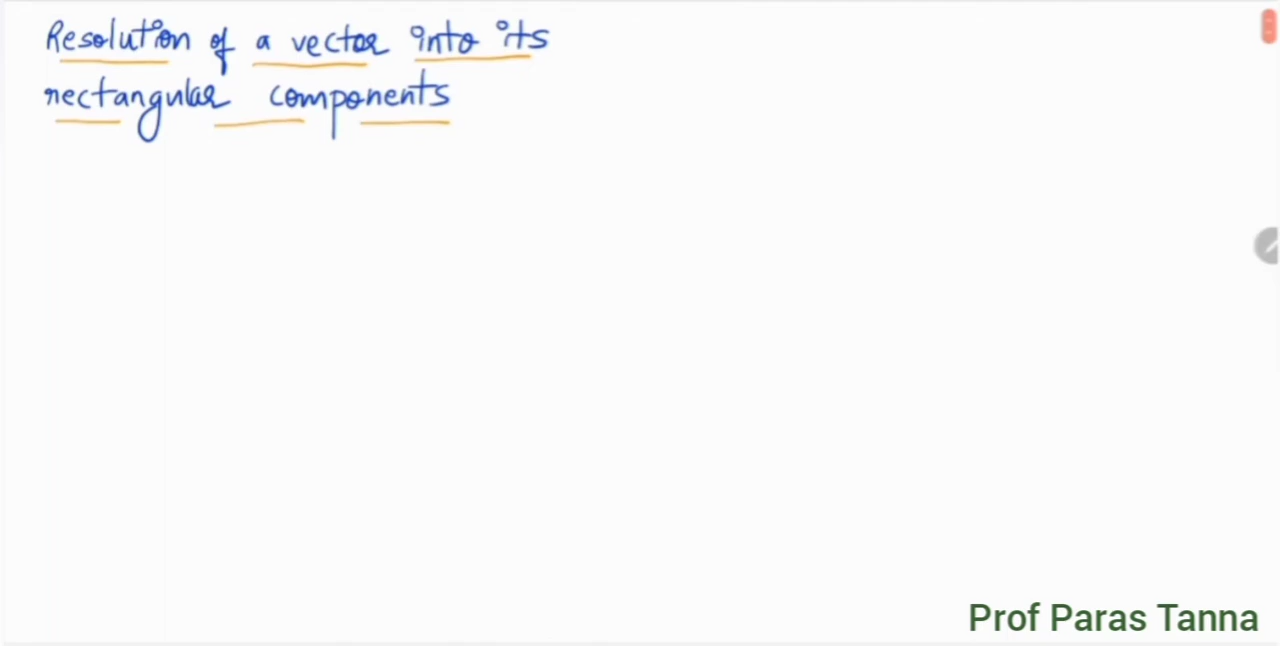 Resolution of a vector into its
rectangular components
Prof Paras Tanna